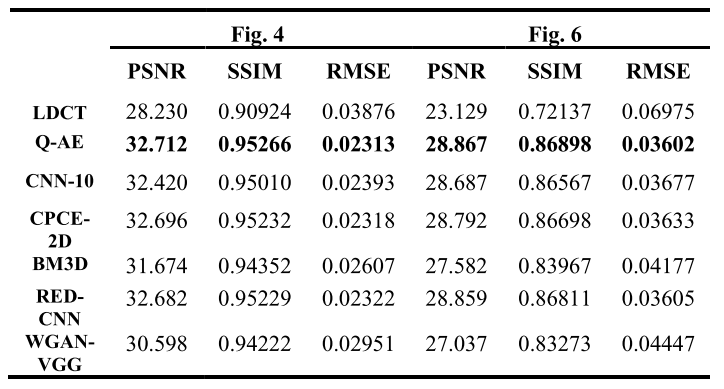 Fig. 4 Fig. 6
PSNR SSIM RMSE PSNR SSIM RMSE
LDCT 28.230 0.90924 0.03876 23.129 0.72137 0.06975
Q-AE 32.712 0.95266 0.02313 28.867 0.86898 0.03602
CNN-10 32.420 0.95010 0.02393 28.687 0.86567 0.03677
CPCE- 32.696 0.95232 0.02318 28.792 0.86698 0.03633
2D
BM3D 31.674 0.94352 0.02607 27.582 0.83967 0.04177
RED- 32.682 0.95229 0.02322 28.859 0.86811 0.03605
CNN
WGAN- 30.598 0.94222 0.02951 27.037 0.83273 0.04447
VGG